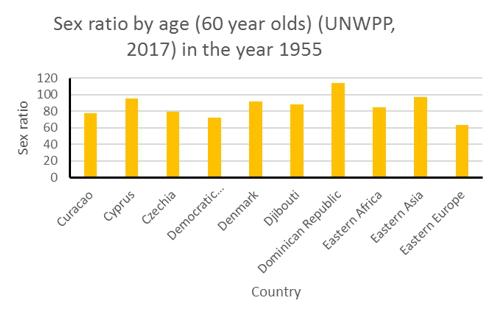 Sex ratio by age (60 year olds) (UNWPP,
2017) in the year 1955
120
100
80
60
40
20
0
Sex ratio
Curacao
Cyprus
Czechia
Democratic...
Denmark
Djibouti
Dominican Republic
Eastern Africa
Eastern Asia
Eastern Europe
Country